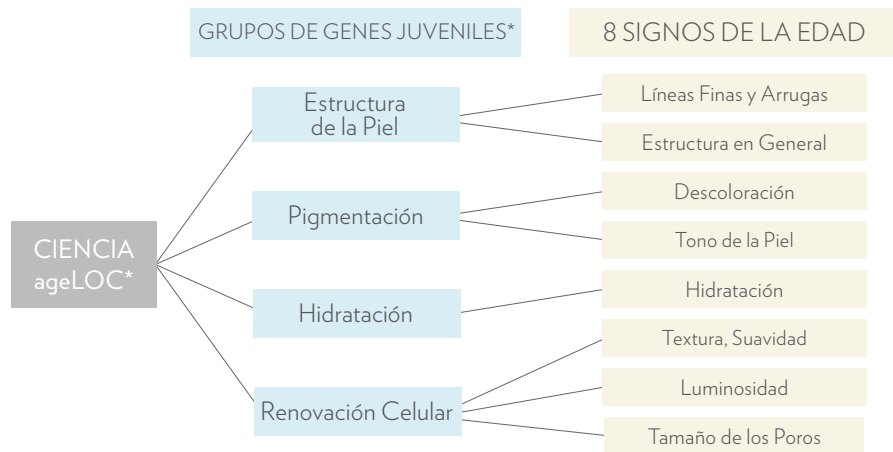 GRUPOS DE GENES JUVENILES*
8 SIGNOS DE LA EDAD
CIENCIA
ageLOC*
Estructura
de la Piel
Pigmentación
Hidratación
Renovación Celular
Líneas Finas y Arrugas
Estructura en General
Descoloración
Tono de la Piel
Hidratación
Textura, Suavidad
Luminosidad
Tamaño de los Poros